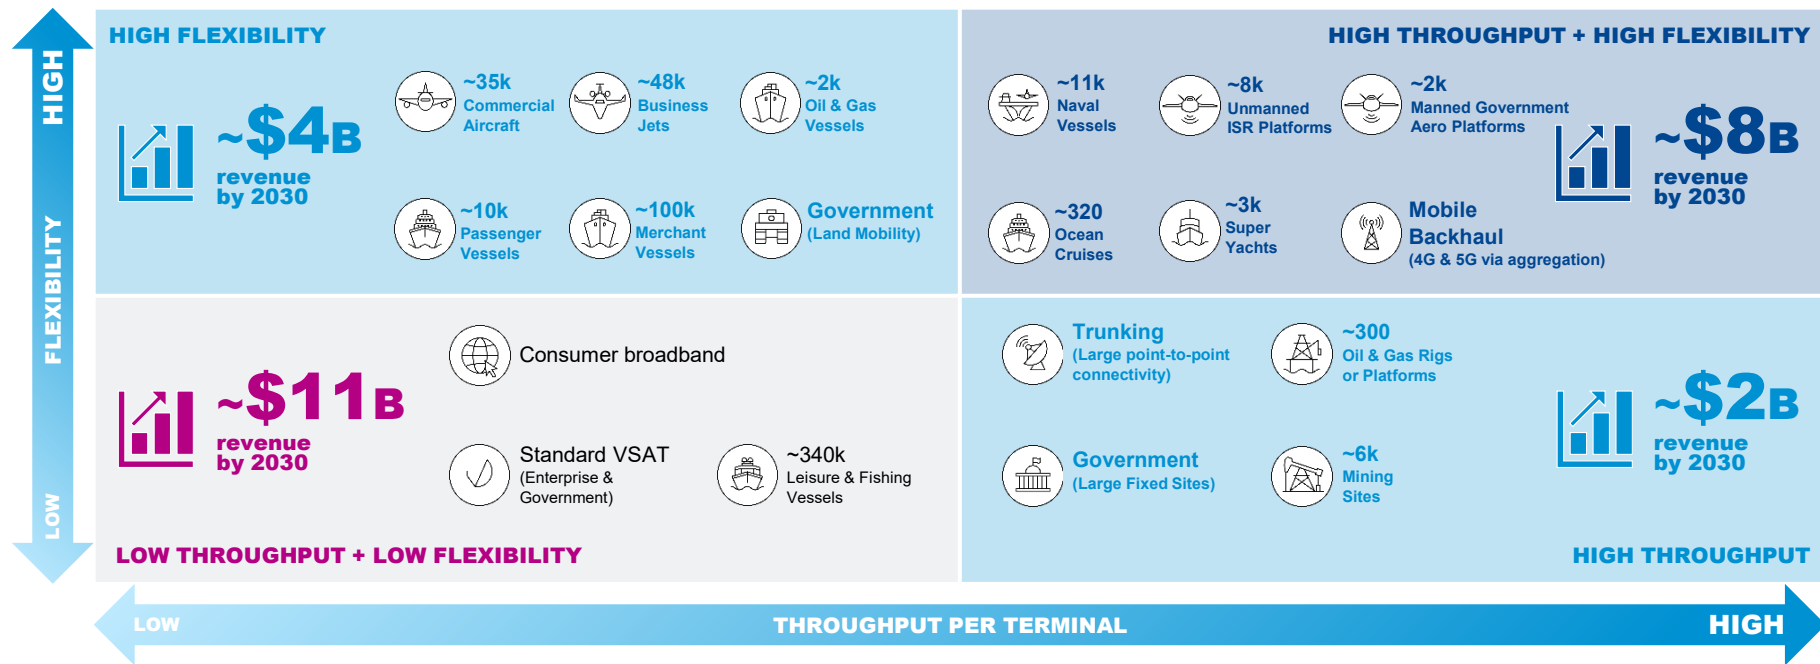 HIGH
FLEXIBILITY
LOW
HIGH FLEXIBILITY
~$4B
revenue
by 2030
~35k
Commercial
Aircraft
~48k
Business
Jets
~2k
Oil & Gas
Vessels
~10k
Passenger
Vessels
~100k
Merchant
Vessels
Government
(Land Mobility)
HIGH THROUGHPUT + HIGH FLEXIBILITY
~11k
Naval
Vessels
~8k
Unmanned
ISR Platforms
~2k
Manned Government
Aero Platforms
~320
Ocean
Cruises
~3k
Super
Yachts
Mobile
Backhaul
(4G & 5G via aggregation)
~$8B
revenue
by 2030
~$11B
revenue
by 2030
Consumer broadband
Standard VSAT
(Enterprise &
Government)
~340k
Leisure & Fishing
Vessels
LOW THROUGHPUT + LOW FLEXIBILITY
Trunking
(Large point-to-point
connectivity)
~300
Oil & Gas Rigs
or Platforms
Government
(Large Fixed Sites)
~6k
Mining
Sites
~$2B
revenue
by 2030
HIGH THROUGHPUT
LOW
THROUGHPUT PER TERMINAL
HIGH